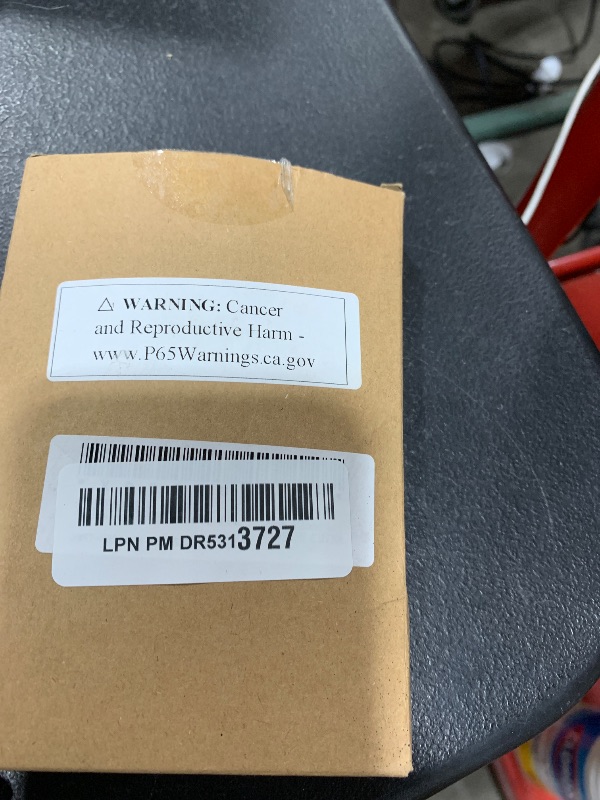 ⚠ WARNING: Cancer
and Reproductive Harm -
www.P65Warnings.ca.gov
LPN PM DR5313727